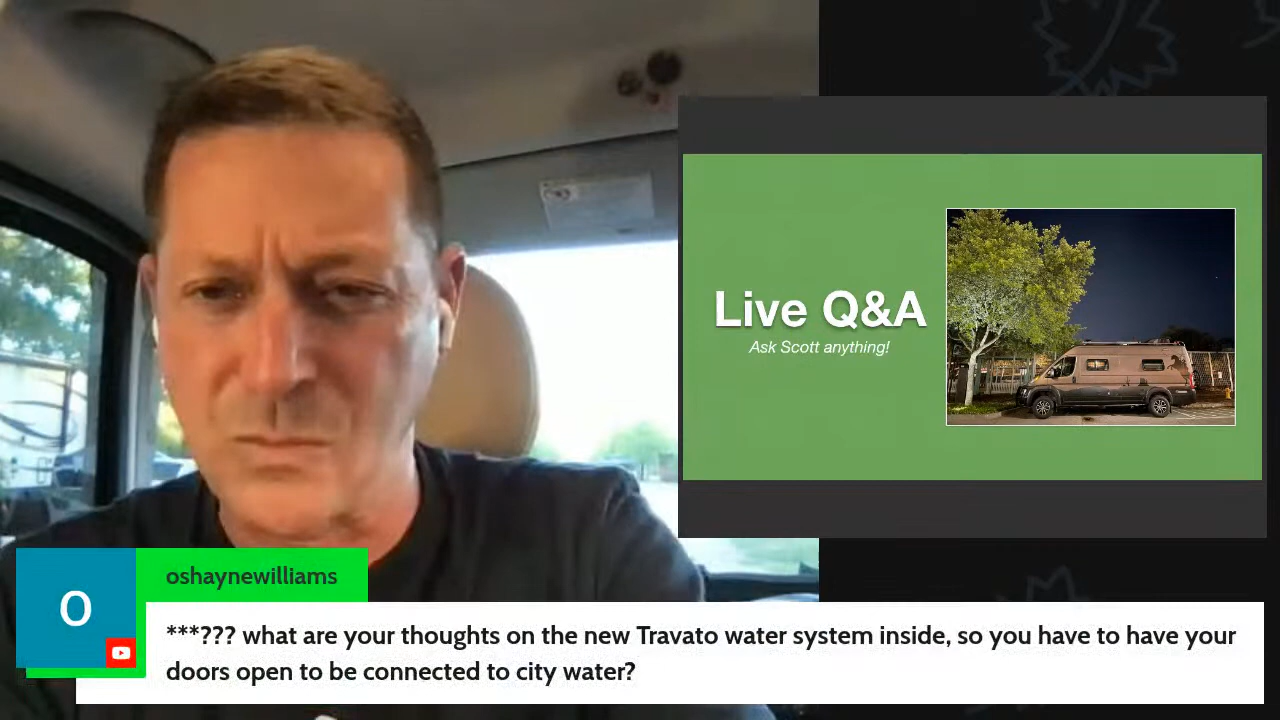 Live Q&A
Ask Scott anything!
O
oshaynewilliams
***??? what are your thoughts on the new Travato water system inside, so you have to have your
doors open to be connected to city water?